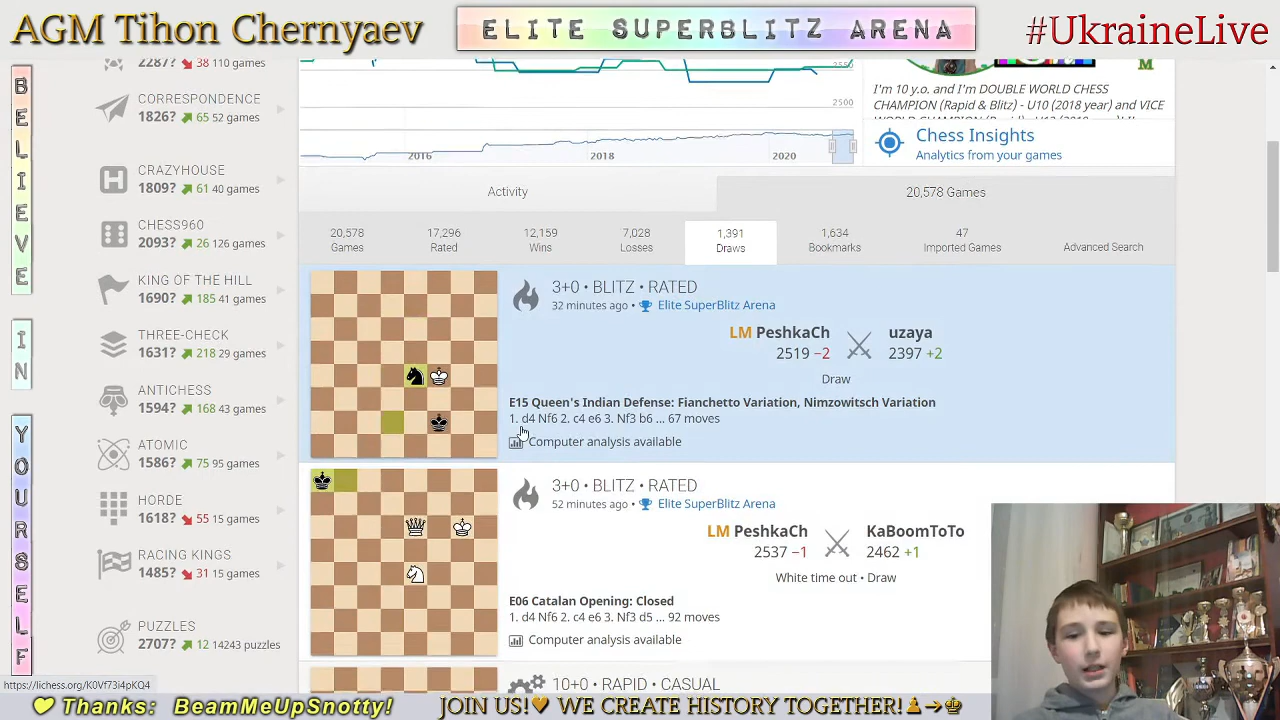 AGM Tihon Chernyaev
ELITE SUPERBLITZ ARENA
#UkraineLive
BELIEVE
IN
YOURSELF
2287? 38 110 games
CORRESPONDENCE
1826? 65 52 games
CRAZYHOUSE
1809? 61 40 games
CHESS960
2093? 26 126 games
KING OF THE HILL
1690? 185 41 games
THREE-CHECK
1631? 218 29 games
ANTICHESS
1594? 168 43 games
ATOMIC
1586? 75 95 games
HORDE
1618? 55 15 games
RACING KINGS
1485? 31 15 games
PUZZLES
2707? 12 14243 puzzles
https://lichess.org/K0Vf73i4pKQ4
2550
2500
2016 2018 2020
M
I'm 10 y.o. and I'm DOUBLE WORLD CHESS
CHAMPION (Rapid & Blitz) - U10 (2018 year) and VICE
Chess Insights
Analytics from your games
Activity
20,578 Games
20,578 Games
17,296 Rated
12,159 Wins
7,028 Losses
1,391 Draws
1,634 Bookmarks
47 Imported Games
Advanced Search
3+0 • BLITZ • RATED
32 minutes ago • Elite SuperBlitz Arena
LM PeshkaCh uzaya
2519 −2 2397 +2
Draw
E15 Queen's Indian Defense: Fianchetto Variation, Nimzowitsch Variation
1. d4 Nf6 2. c4 e6 3. Nf3 b6 ... 67 moves
Computer analysis available
3+0 • BLITZ • RATED
52 minutes ago • Elite SuperBlitz Arena
LM PeshkaCh KaBoomToTo
2537 −1 2462 +1
White time out • Draw
E06 Catalan Opening: Closed
1. d4 Nf6 2. c4 e6 3. Nf3 d5 ... 92 moves
Computer analysis available
10+0 • RAPID • CASUAL
Thanks: BeamMeUpSnotty!
JOIN US! WE CREATE HISTORY TOGETHER!